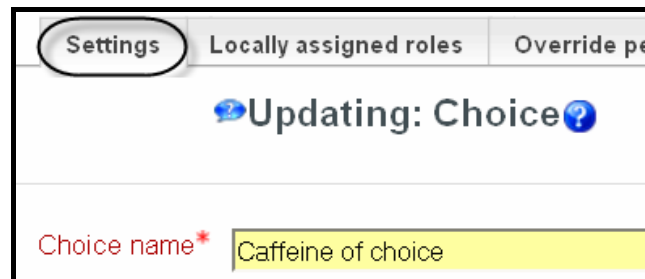 Settings Locally assigned roles Override pe
Updating: Choice
Choice name* Caffeine of choice